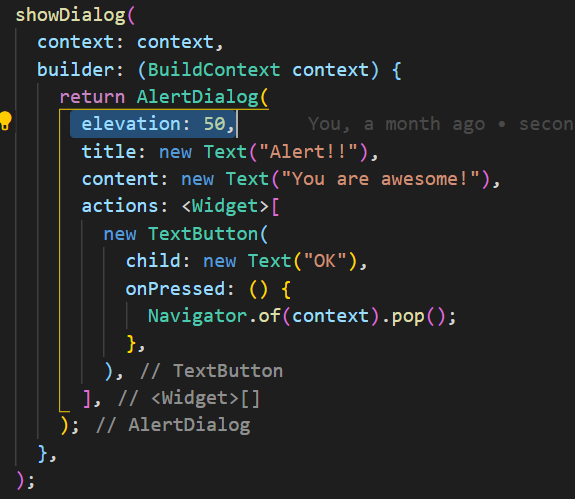 showDialog(
context: context,
builder: (BuildContext context) {
return AlertDialog(
elevation: 50, You, a month ago • secon
title: new Text("Alert!!"),
content: new Text("You are awesome!"),
actions: <Widget>[
new TextButton(
child: new Text("OK"),
onPressed: () {
Navigator.of(context).pop();
},
), // TextButton
], // <Widget>[]
); // AlertDialog
},
);